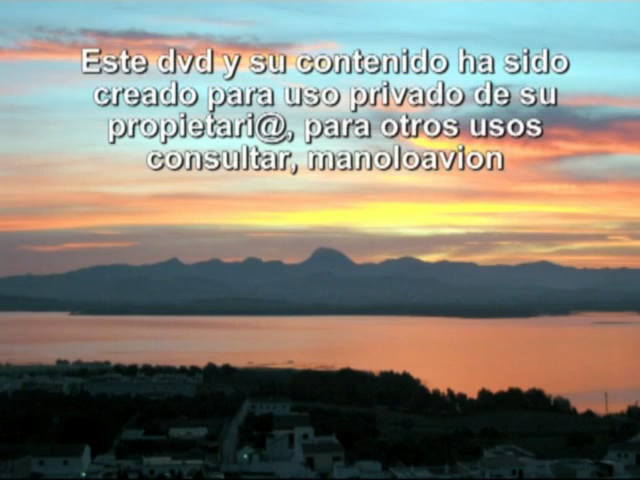 Este dvd y su contenido ha sido
creado para uso privado de su
propietari@, para otros usos
consultar, manoloavion